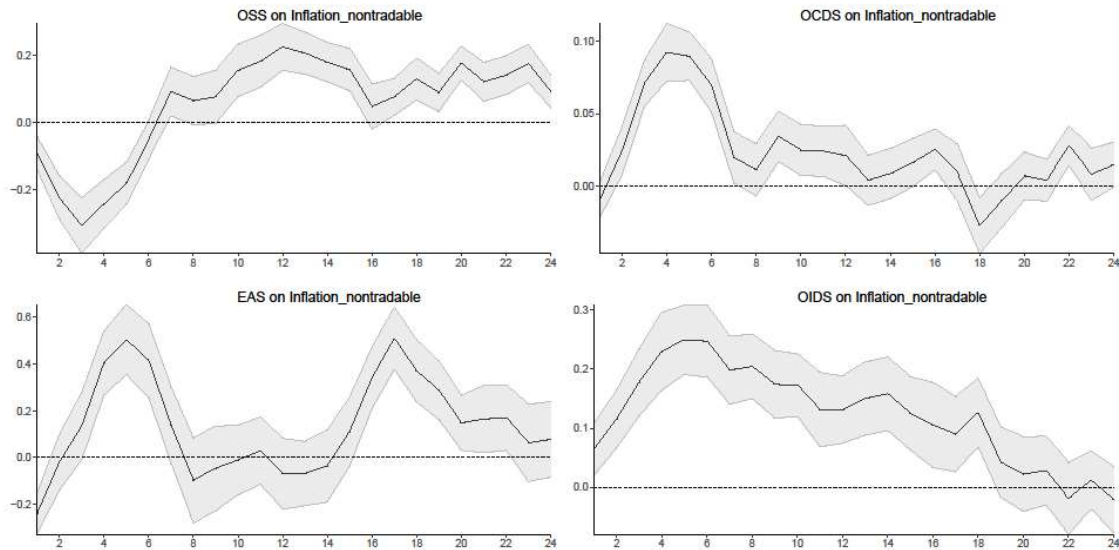 OSS on Inflation_nontradable
0.2
0.0
−0.2
2 4 6 8 10 12 14 16 18 20 22 24
OCDS on Inflation_nontradable
0.10
0.05
0.00
2 4 6 8 10 12 14 16 18 20 22 24
EAS on Inflation_nontradable
0.6
0.4
0.2
0.0
−0.2
2 4 6 8 10 12 14 16 18 20 22 24
OIDS on Inflation_nontradable
0.3
0.2
0.1
0.0
2 4 6 8 10 12 14 16 18 20 22 24